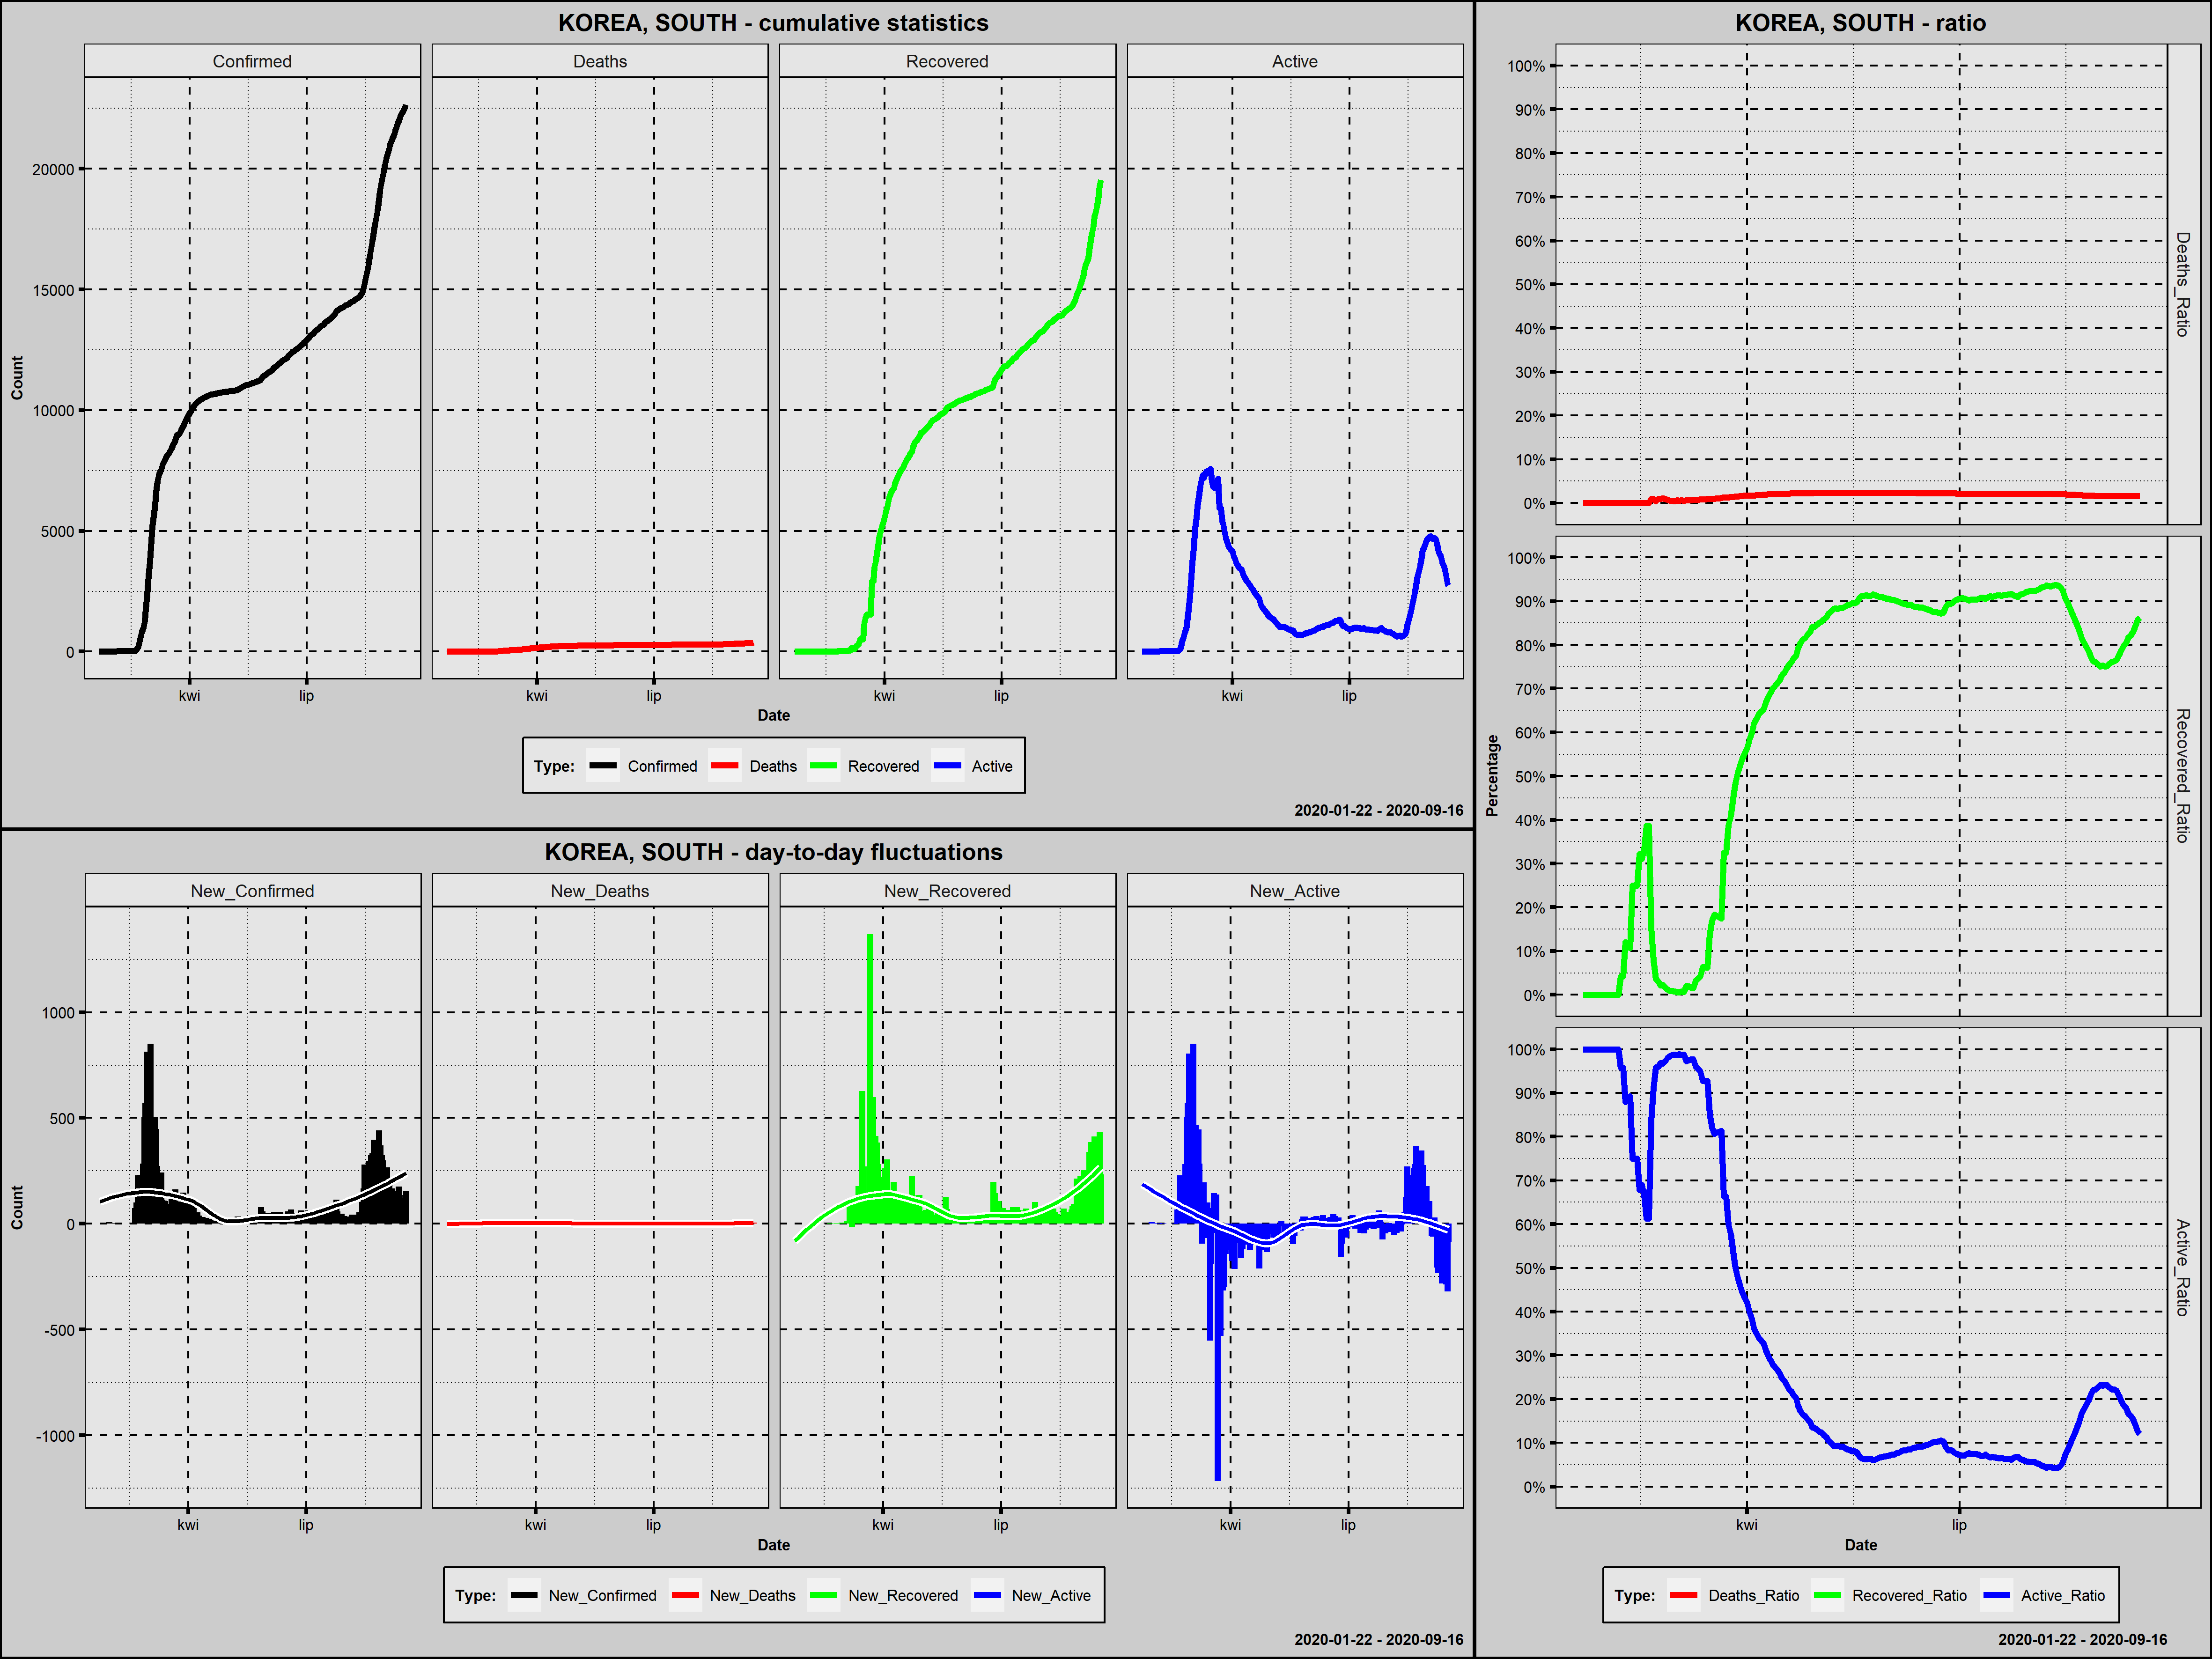 KOREA, SOUTH - cumulative statistics
Confirmed Deaths Recovered Active
20000
15000
10000
5000
0
Count
kwi lip kwi lip kwi lip kwi lip
Date
Type: Confirmed Deaths Recovered Active
2020-01-22 - 2020-09-16
KOREA, SOUTH - day-to-day fluctuations
New_Confirmed New_Deaths New_Recovered New_Active
1000
500
0
-500
-1000
Count
kwi lip kwi lip kwi lip kwi lip
Date
Type: New_Confirmed New_Deaths New_Recovered New_Active
2020-01-22 - 2020-09-16
KOREA, SOUTH - ratio
100%
90%
80%
70%
60%
50%
40%
30%
20%
10%
0%
Deaths_Ratio
100%
90%
80%
70%
60%
50%
40%
30%
20%
10%
0%
Recovered_Ratio
100%
90%
80%
70%
60%
50%
40%
30%
20%
10%
0%
Active_Ratio
Percentage
kwi lip
Date
Type: Deaths_Ratio Recovered_Ratio Active_Ratio
2020-01-22 - 2020-09-16